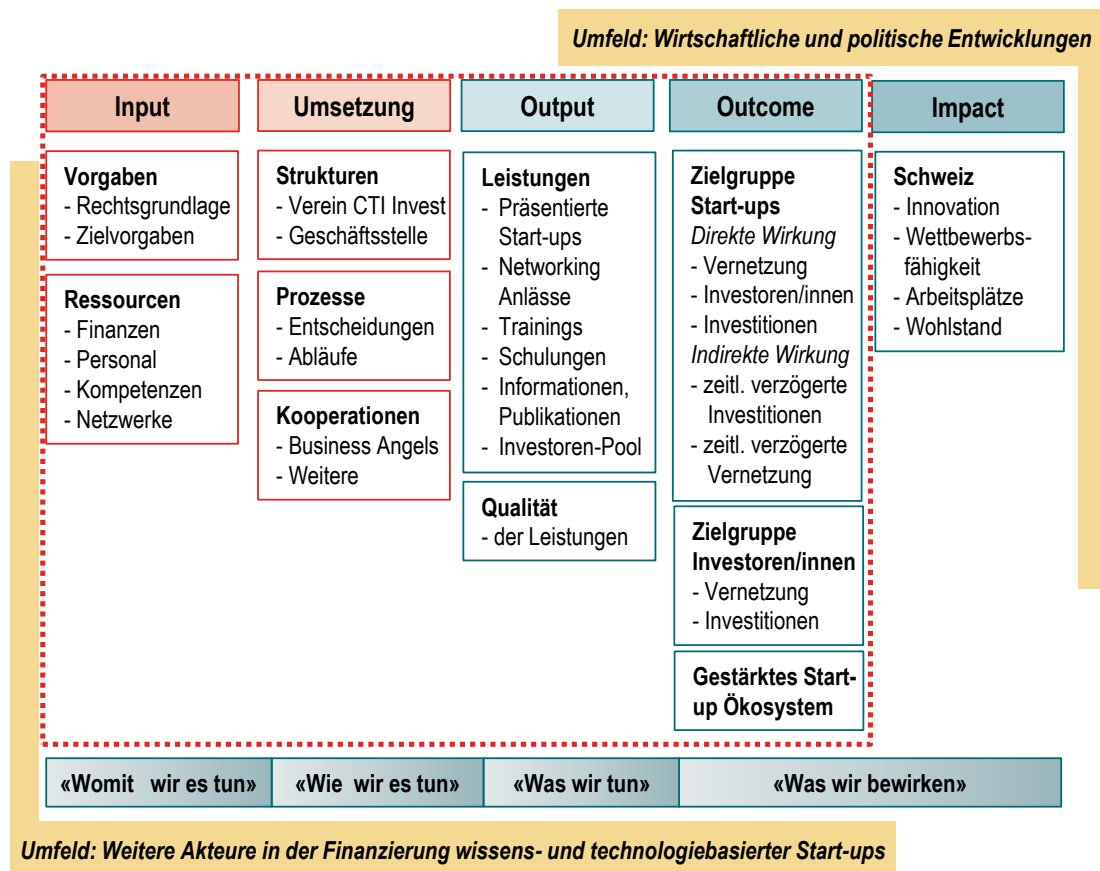 Umfeld: Wirtschaftliche und politische Entwicklungen
Input
Vorgaben
- Rechtsgrundlage
- Zielvorgaben
Ressourcen
- Finanzen
- Personal
- Kompetenzen
- Netzwerke
Umsetzung
Strukturen
- Verein CTI Invest
- Geschäftsstelle
Prozesse
- Entscheidungen
- Abläufe
Kooperationen
- Business Angels
- Weitere
Output
Leistungen
- Präsentierte
Start-ups
- Networking
Anlässe
- Trainings
- Schulungen
- Informationen,
Publikationen
- Investoren-Pool
Qualität
- der Leistungen
Outcome
Zielgruppe
Start-ups
Direkte Wirkung
- Vernetzung
- Investoren/innen
- Investitionen
Indirekte Wirkung
- zeitl. verzögerte
Investitionen
- zeitl. verzögerte
Vernetzung
Zielgruppe
Investoren/innen
- Vernetzung
- Investitionen
Gestärktes Start-
up Ökosystem
Impact
Schweiz
- Innovation
- Wettbewerbs-
fähigkeit
- Arbeitsplätze
- Wohlstand
«Womit wir es tun»
«Wie wir es tun»
«Was wir tun»
«Was wir bewirken»
Umfeld: Weitere Akteure in der Finanzierung wissens- und technologiebasierter Start-ups